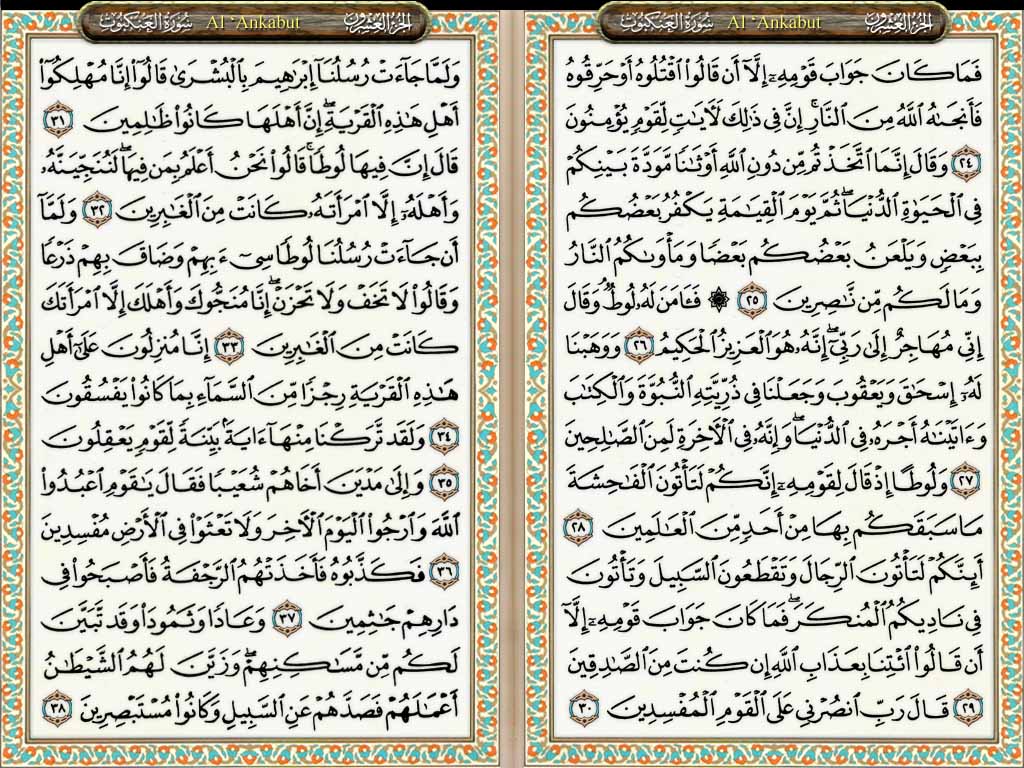 الجزء العشرون Al 'Ankabut سورة العنكبوت
فَمَا كَانَ جَوَابَ قَوْمِهِۦٓ إِلَّآ أَن قَالُوا۟ ٱقْتُلُوهُ أَوْ حَرِّقُوهُ
فَأَنجَىٰهُ ٱللَّهُ مِنَ ٱلنَّارِ ۚ إِنَّ فِى ذَٰلِكَ لَـَٔايَٰتٍ لِّقَوْمٍ يُؤْمِنُونَ
٢٤ وَقَالَ إِنَّمَا ٱتَّخَذْتُم مِّن دُونِ ٱللَّهِ أَوْثَٰنًا مَّوَدَّةَ بَيْنِكُمْ
فِى ٱلْحَيَوٰةِ ٱلدُّنْيَا ۖ ثُمَّ يَوْمَ ٱلْقِيَٰمَةِ يَكْفُرُ بَعْضُكُم
بِبَعْضٍ وَيَلْعَنُ بَعْضُكُم بَعْضًا وَمَأْوَىٰكُمُ ٱلنَّارُ
وَمَا لَكُم مِّن نَّٰصِرِينَ ٢٥ ۞ فَـَٔامَنَ لَهُۥ لُوطٌ ۘ وَقَالَ
إِنِّى مُهَاجِرٌ إِلَىٰ رَبِّىٓ ۖ إِنَّهُۥ هُوَ ٱلْعَزِيزُ ٱلْحَكِيمُ ٢٦ وَوَهَبْنَا
لَهُۥٓ إِسْحَٰقَ وَيَعْقُوبَ وَجَعَلْنَا فِى ذُرِّيَّتِهِ ٱلنُّبُوَّةَ وَٱلْكِتَٰبَ
وَءَاتَيْنَٰهُ أَجْرَهُۥ فِى ٱلدُّنْيَا ۖ وَإِنَّهُۥ فِى ٱلْـَٔاخِرَةِ لَمِنَ ٱلصَّٰلِحِينَ
٢٧ وَلُوطًا إِذْ قَالَ لِقَوْمِهِۦٓ إِنَّكُمْ لَتَأْتُونَ ٱلْفَٰحِشَةَ
مَا سَبَقَكُم بِهَا مِنْ أَحَدٍ مِّنَ ٱلْعَٰلَمِينَ ٢٨
أَئِنَّكُمْ لَتَأْتُونَ ٱلرِّجَالَ وَتَقْطَعُونَ ٱلسَّبِيلَ وَتَأْتُونَ
فِى نَادِيكُمُ ٱلْمُنكَرَ ۖ فَمَا كَانَ جَوَابَ قَوْمِهِۦٓ إِلَّآ
أَن قَالُوا۟ ٱئْتِنَا بِعَذَابِ ٱللَّهِ إِن كُنتَ مِنَ ٱلصَّٰدِقِينَ
٢٩ قَالَ رَبِّ ٱنصُرْنِى عَلَى ٱلْقَوْمِ ٱلْمُفْسِدِينَ ٣٠
الجزء العشرون Al 'Ankabut سورة العنكبوت
وَلَمَّا جَآءَتْ رُسُلُنَآ إِبْرَٰهِيمَ بِٱلْبُشْرَىٰ قَالُوٓا۟ إِنَّا مُهْلِكُوٓا۟
أَهْلِ هَٰذِهِ ٱلْقَرْيَةِ ۖ إِنَّ أَهْلَهَا كَانُوا۟ ظَٰلِمِينَ ٣١
قَالَ إِنَّ فِيهَا لُوطًا ۚ قَالُوا۟ نَحْنُ أَعْلَمُ بِمَن فِيهَا ۖ لَنُنَجِّيَنَّهُۥ
وَأَهْلَهُۥٓ إِلَّا ٱمْرَأَتَهُۥ كَانَتْ مِنَ ٱلْغَٰبِرِينَ ٣٢ وَلَمَّآ
أَن جَآءَتْ رُسُلُنَا لُوطًا سِىٓءَ بِهِمْ وَضَاقَ بِهِمْ ذَرْعًا
وَقَالُوا۟ لَا تَخَفْ وَلَا تَحْزَنْ ۖ إِنَّا مُنَجُّوكَ وَأَهْلَكَ إِلَّا ٱمْرَأَتَكَ
كَانَتْ مِنَ ٱلْغَٰبِرِينَ ٣٣ إِنَّا مُنزِلُونَ عَلَىٰٓ أَهْلِ
هَٰذِهِ ٱلْقَرْيَةِ رِجْزًا مِّنَ ٱلسَّمَآءِ بِمَا كَانُوا۟ يَفْسُقُونَ
٣٤ وَلَقَد تَّرَكْنَا مِنْهَآ ءَايَةًۢ بَيِّنَةً لِّقَوْمٍ يَعْقِلُونَ
٣٥ وَإِلَىٰ مَدْيَنَ أَخَاهُمْ شُعَيْبًا فَقَالَ يَٰقَوْمِ ٱعْبُدُوا۟
ٱللَّهَ وَٱرْجُوا۟ ٱلْيَوْمَ ٱلْـَٔاخِرَ وَلَا تَعْثَوْا۟ فِى ٱلْأَرْضِ مُفْسِدِينَ
٣٦ فَكَذَّبُوهُ فَأَخَذَتْهُمُ ٱلرَّجْفَةُ فَأَصْبَحُوا۟ فِى
دَارِهِمْ جَٰثِمِينَ ٣٧ وَعَادًا وَثَمُودَا۟ وَقَد تَّبَيَّنَ
لَكُم مِّن مَّسَٰكِنِهِمْ ۖ وَزَيَّنَ لَهُمُ ٱلشَّيْطَٰنُ
أَعْمَٰلَهُمْ فَصَدَّهُمْ عَنِ ٱلسَّبِيلِ وَكَانُوا۟ مُسْتَبْصِرِينَ ٣٨